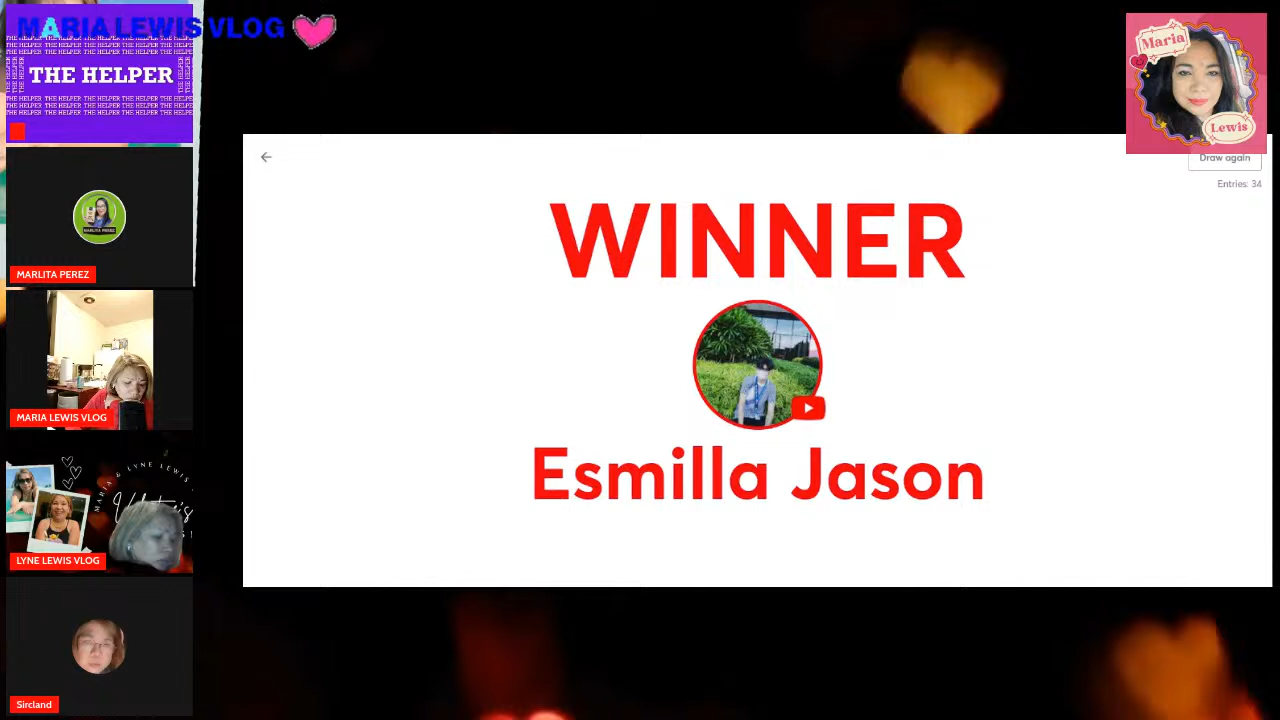 MARIA LEWIS VLOG
THE HELPER
MARLITA PEREZ
MARIA LEWIS VLOG
LYNE LEWIS VLOG
Sircland
Maria
Lewis
Draw again
Entries: 34
WINNER
Esmilla Jason